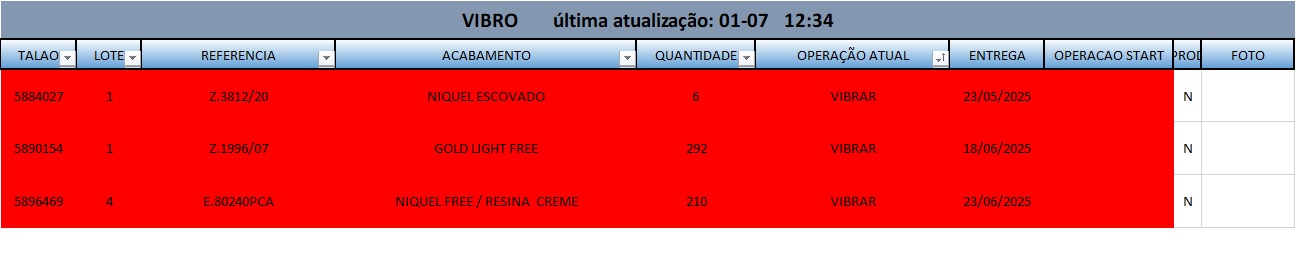 VIBRO última atualização: 01-07 12:34
TALAO LOTE REFERENCIA ACABAMENTO QUANTIDADE OPERAÇÃO ATUAL ENTREGA OPERACAO START PROD FOTO
5884027 1 Z.3812/20 NIQUEL ESCOVADO 6 VIBRAR 23/05/2025 N
5890154 1 Z.1996/07 GOLD LIGHT FREE 292 VIBRAR 18/06/2025 N
5896469 4 E.80240PCA NIQUEL FREE / RESINA CREME 210 VIBRAR 23/06/2025 N